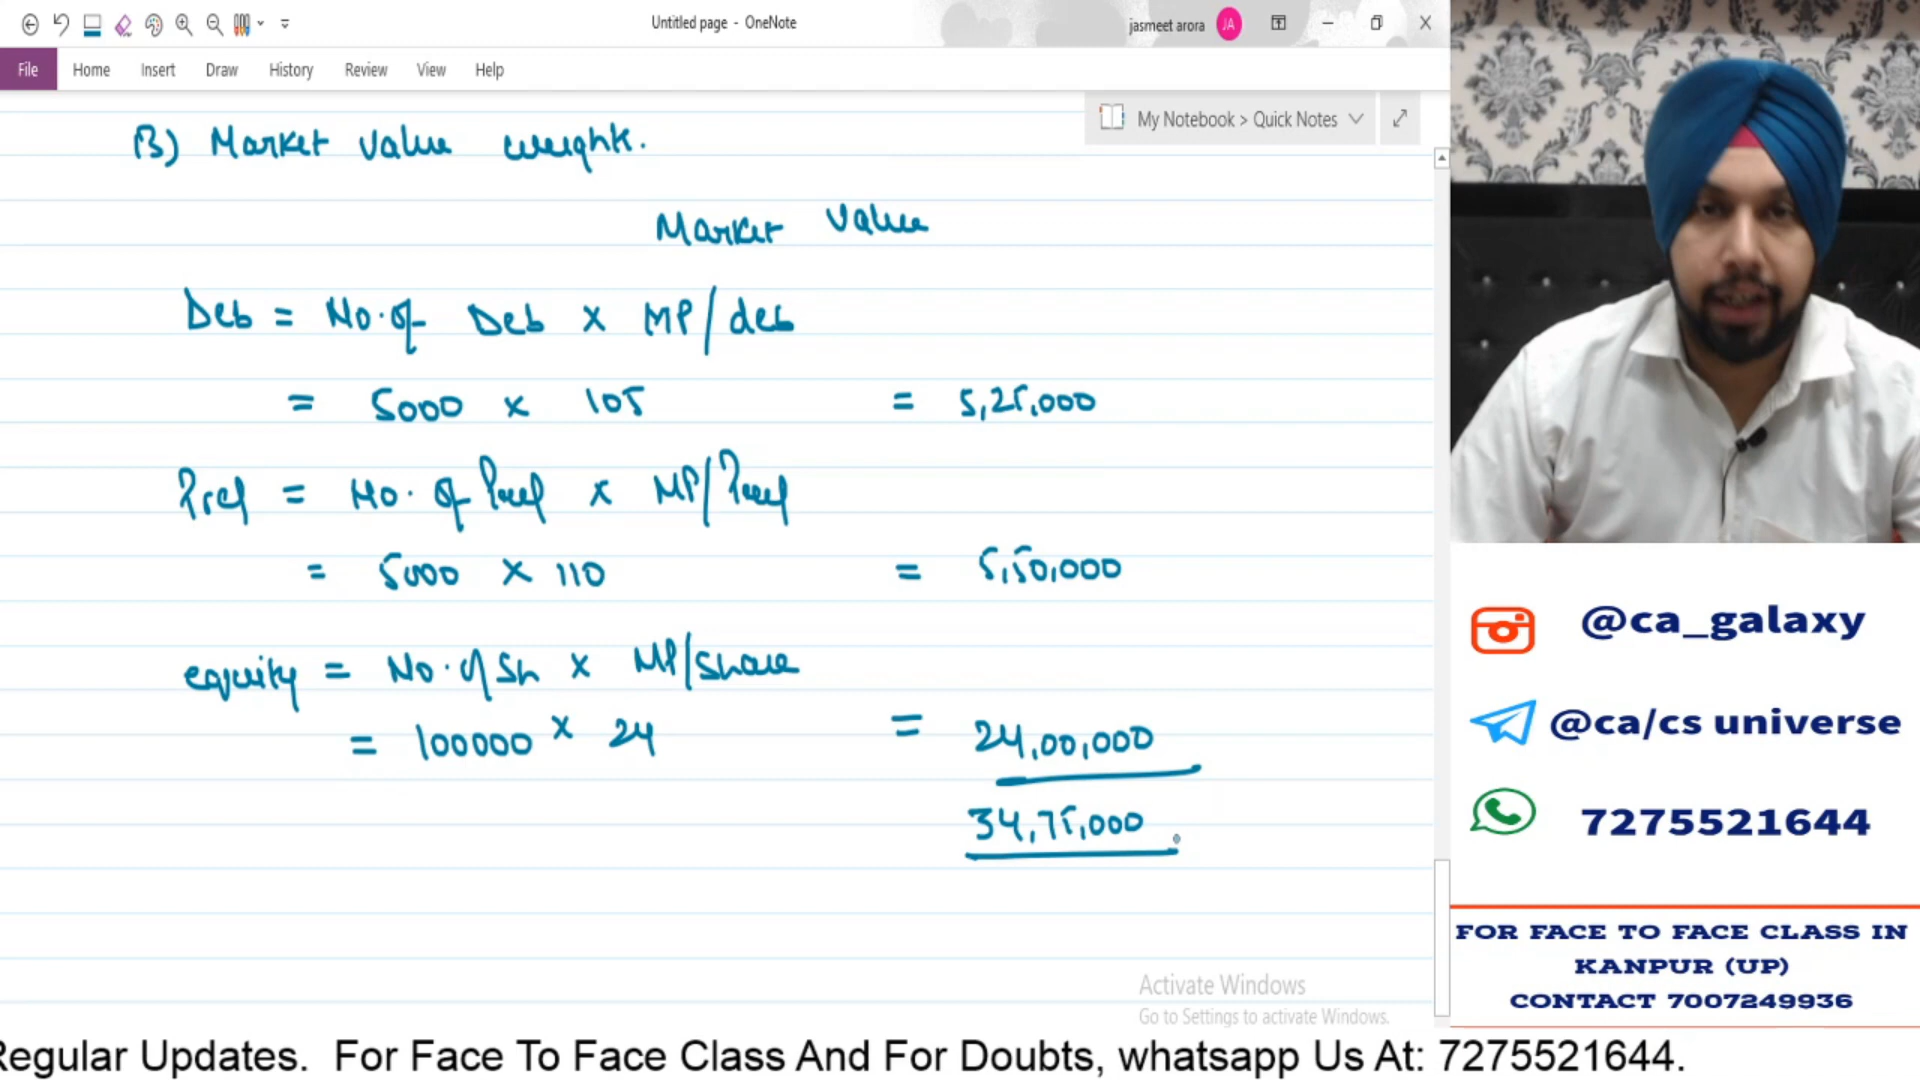 Untitled page - OneNote
jasmeet arora JA
File Home Insert Draw History Review View Help
My Notebook > Quick Notes
B) Market value weights.
Market value
Deb = No. of Deb x MP/deb
= 5000 x 105 = 5,25,000
Pref = No. of Pref x MP/Pref
= 5000 x 110 = 5,50,000
equity = No. of Sh x MP/Share
= 100000 x 24 = 24,00,000
34,75,000
@ca_galaxy
@ca/cs universe
7275521644
FOR FACE TO FACE CLASS IN
KANPUR (UP)
CONTACT 7007249936
Activate Windows
Go to Settings to activate Windows.
Regular Updates. For Face To Face Class And For Doubts, whatsapp Us At: 7275521644.